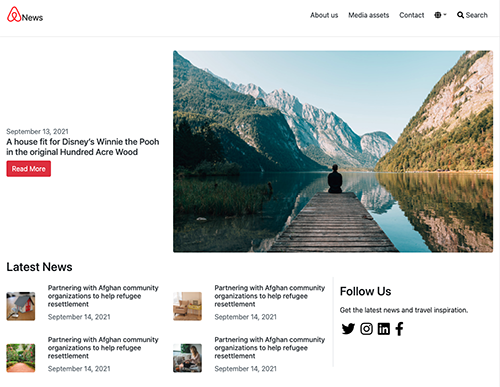 News
About us
Media assets
Contact
Search
September 13, 2021
A house fit for Disney's Winnie the Pooh
in the original Hundred Acre Wood
Read More
Latest News
Partnering with Afghan community
organizations to help refugee
resettlement
September 14, 2021
Partnering with Afghan community
organizations to help refugee
resettlement
September 14, 2021
Partnering with Afghan community
organizations to help refugee
resettlement
September 14, 2021
Partnering with Afghan community
organizations to help refugee
resettlement
September 14, 2021
Follow Us
Get the latest news and travel inspiration.